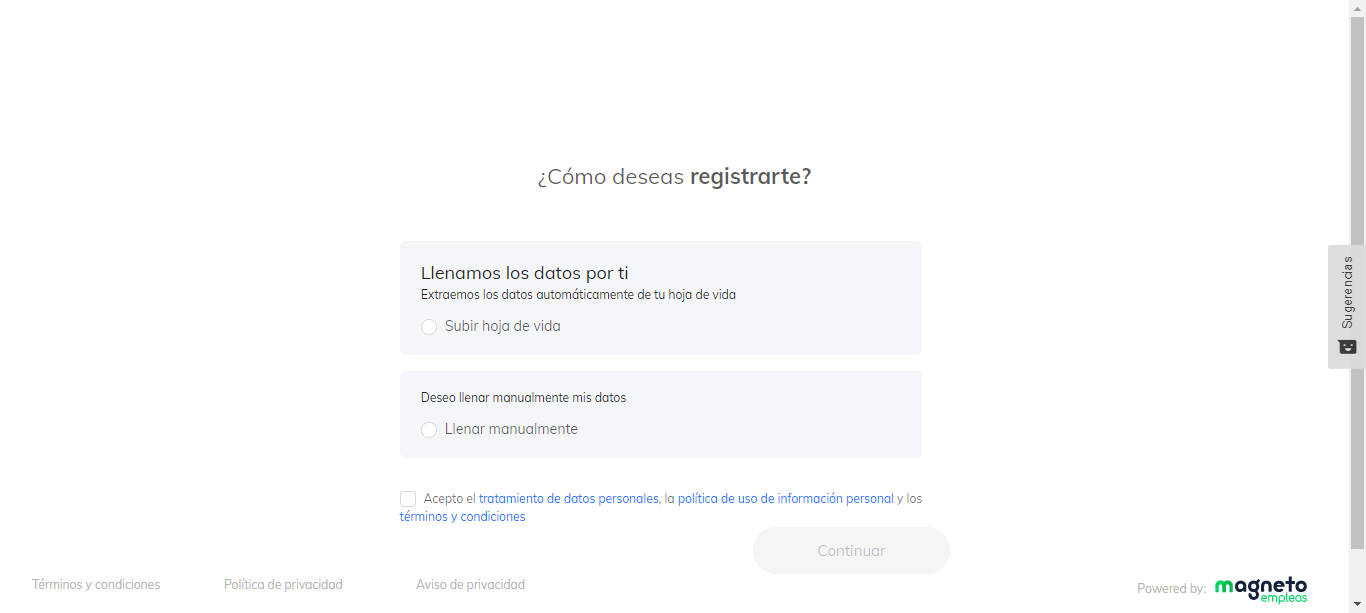 ¿Cómo deseas registrarte?
Llenamos los datos por ti
Extraemos los datos automáticamente de tu hoja de vida
Subir hoja de vida
Deseo llenar manualmente mis datos
Llenar manualmente
Acepto el tratamiento de datos personales, la política de uso de información personal y los
términos y condiciones
Continuar
Términos y condiciones
Política de privacidad
Aviso de privacidad
Powered by:
magneto
empleos
Sugerencias